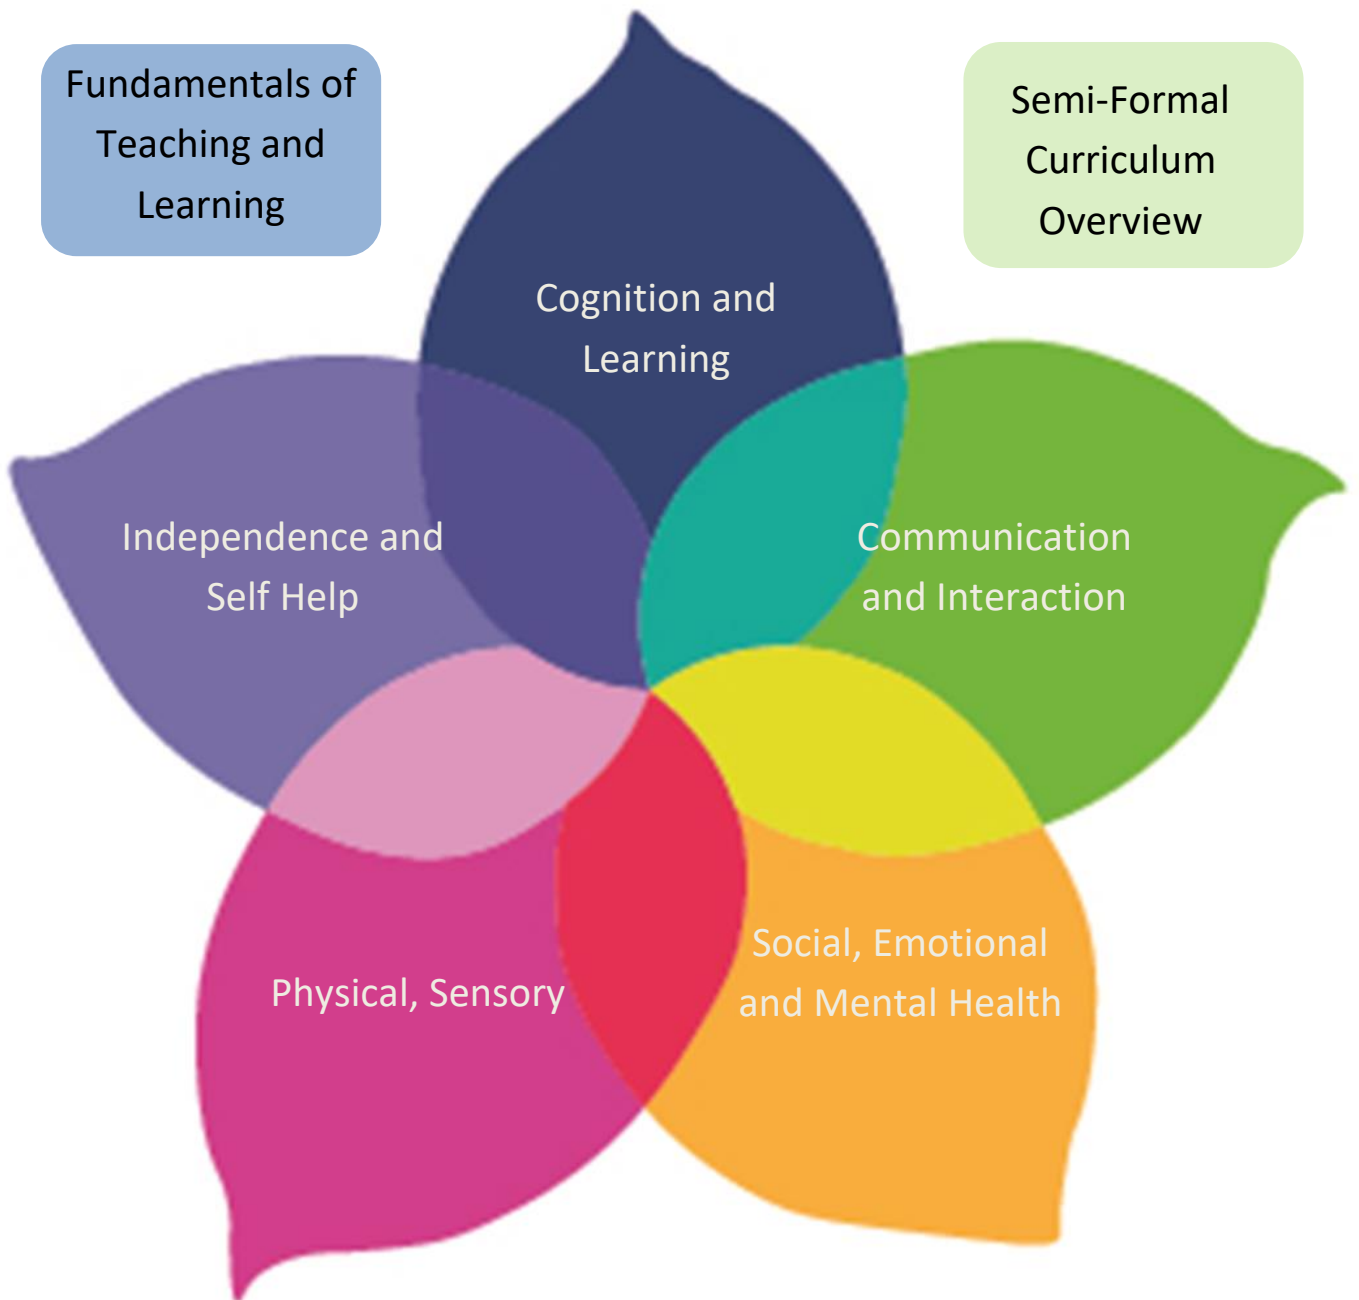 Fundamentals of
Teaching and
Learning
Semi-Formal
Curriculum
Overview
Cognition and
Learning
Independence and
Self Help
Communication
and Interaction
Physical, Sensory
Social, Emotional
and Mental Health